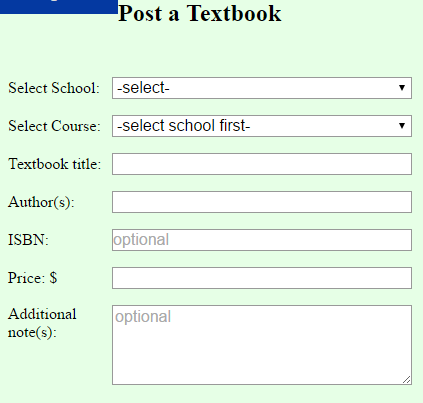 Post a Textbook
Select School: -select-
Select Course: -select school first-
Textbook title:
Author(s):
ISBN: optional
Price: $
Additional note(s): optional